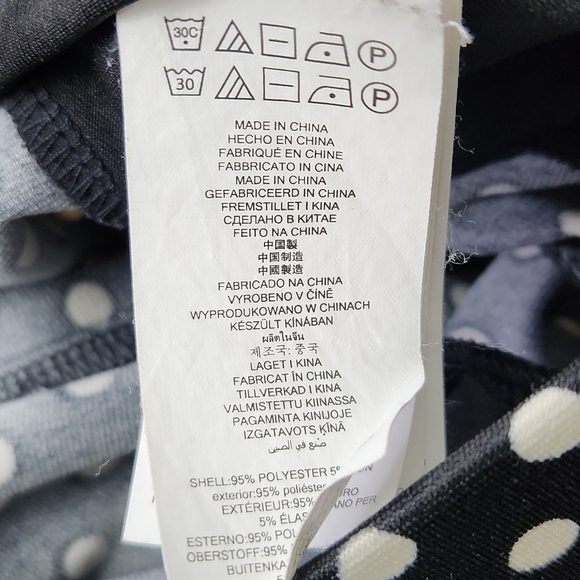 30C P
30 P
MADE IN CHINA
HECHO EN CHINA
FABRIQUÉ EN CHINE
FABBRICATO IN CINA
MADE IN CHINA
GEFABRICEERD IN CHINA
FREMSTILLET I KINA
СДЕЛАНО В КИТАЕ
FEITO NA CHINA
中国製
中国制造
中國製造
FABRICADO NA CHINA
VYROBENO V ČÍNĚ
WYPRODUKOWANO W CHINACH
KÉSZÜLT KÍNÁBAN
ผลิตในจีน
제조국: 중국
LAGET I KINA
FABRICAT ÎN CHINA
TILLVERKAD I KINA
VALMISTETTU KIINASSA
PAGAMINTA KINIJOJE
IZGATAVOTS ĶĪNĀ
صنع في الصين
SHELL:95% POLYESTER 5%
exterior:95%
EXTÉRIEUR:95%
5%
ESTERNO:95%
OBERSTOFF:95%
BUITENKA